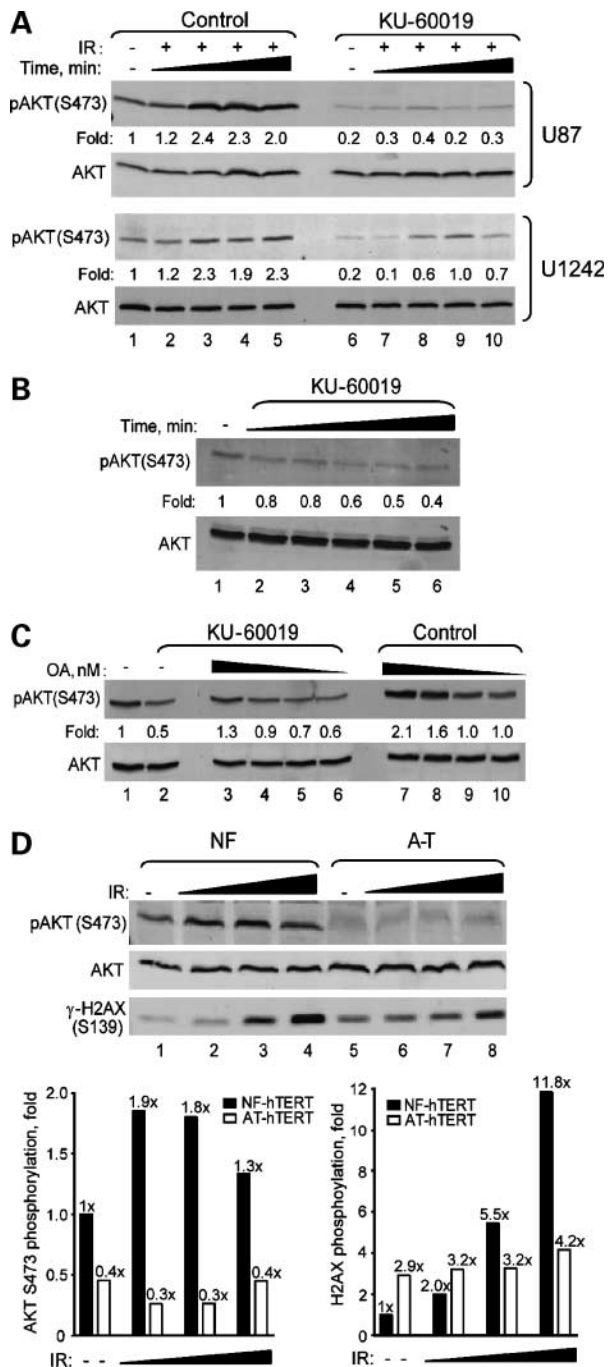 A
Control KU-60019
IR: - + + + + - + + + +
Time, min: - -
pAKT(S473)
Fold: 1 1.2 2.4 2.3 2.0 0.2 0.3 0.4 0.2 0.3
AKT
U87
pAKT(S473)
Fold: 1 1.2 2.3 1.9 2.3 0.2 0.1 0.6 1.0 0.7
AKT
U1242
1 2 3 4 5 6 7 8 9 10
B
KU-60019
Time, min: -
pAKT(S473)
Fold: 1 0.8 0.8 0.6 0.5 0.4
AKT
1 2 3 4 5 6
C
KU-60019 Control
OA, nM: - -
pAKT(S473)
Fold: 1 0.5 1.3 0.9 0.7 0.6 2.1 1.6 1.0 1.0
AKT
1 2 3 4 5 6 7 8 9 10
D
NF A-T
IR: - -
pAKT (S473)
AKT
γ-H2AX
(S139)
1 2 3 4 5 6 7 8
AKT S473 phosphorylation, fold
2.0
1.5
1.0
0.5
0
NF-hTERT
AT-hTERT
1x 0.4x 1.9x 0.3x 1.8x 0.3x 1.3x 0.4x
IR: - -
H2AX phosphorylation, fold
12
10
8
6
4
2
0
NF-hTERT
AT-hTERT
1x 2.9x 2.0x 3.2x 5.5x 3.2x 11.8x 4.2x
IR: - -